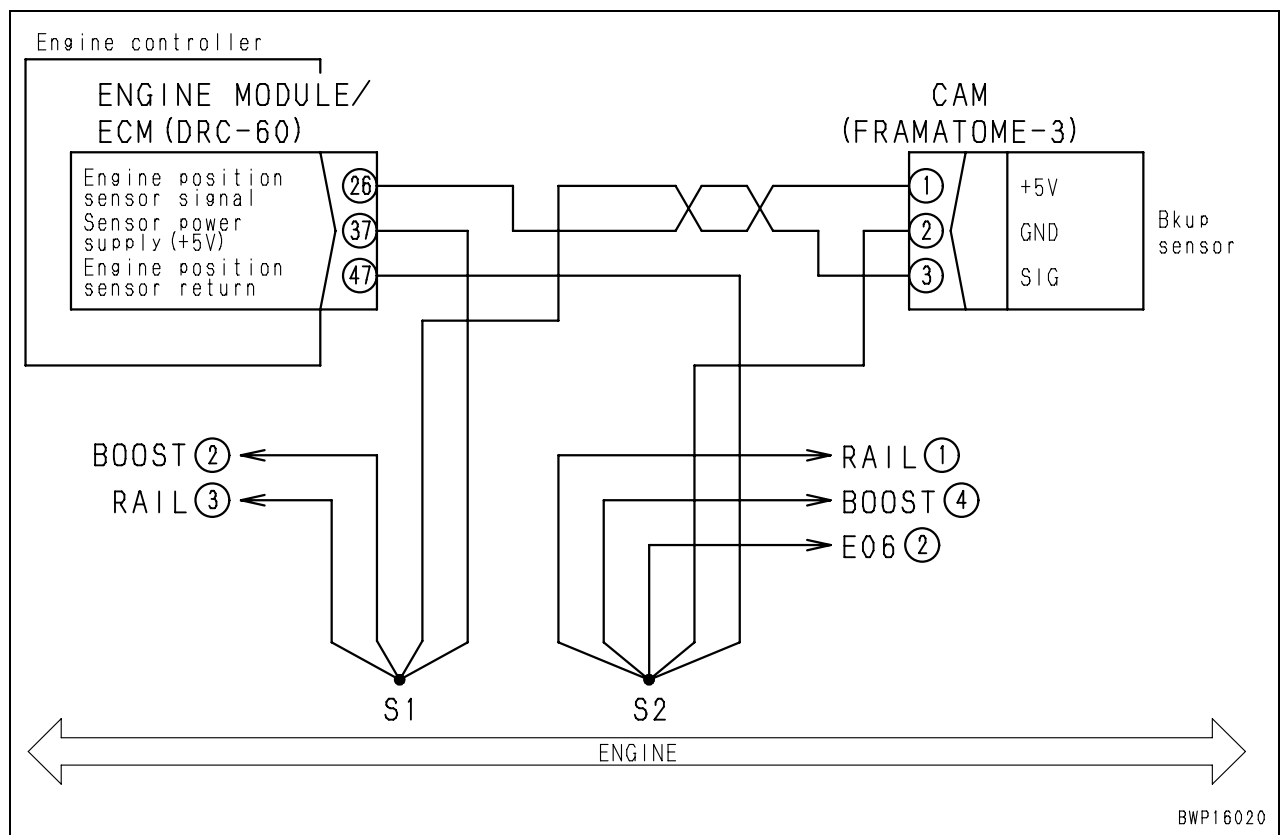 Engine controller
ENGINE MODULE/
ECM(DRC-60)
Engine position
sensor signal
26
Sensor power
supply(+5V)
37
Engine position
sensor return
47
CAM
(FRAMATOME-3)
1
+5V
2
GND
3
SIG
Bkup
sensor
BOOST 2
RAIL 3
RAIL 1
BOOST 4
E06 2
S1
S2
ENGINE
BWP16020